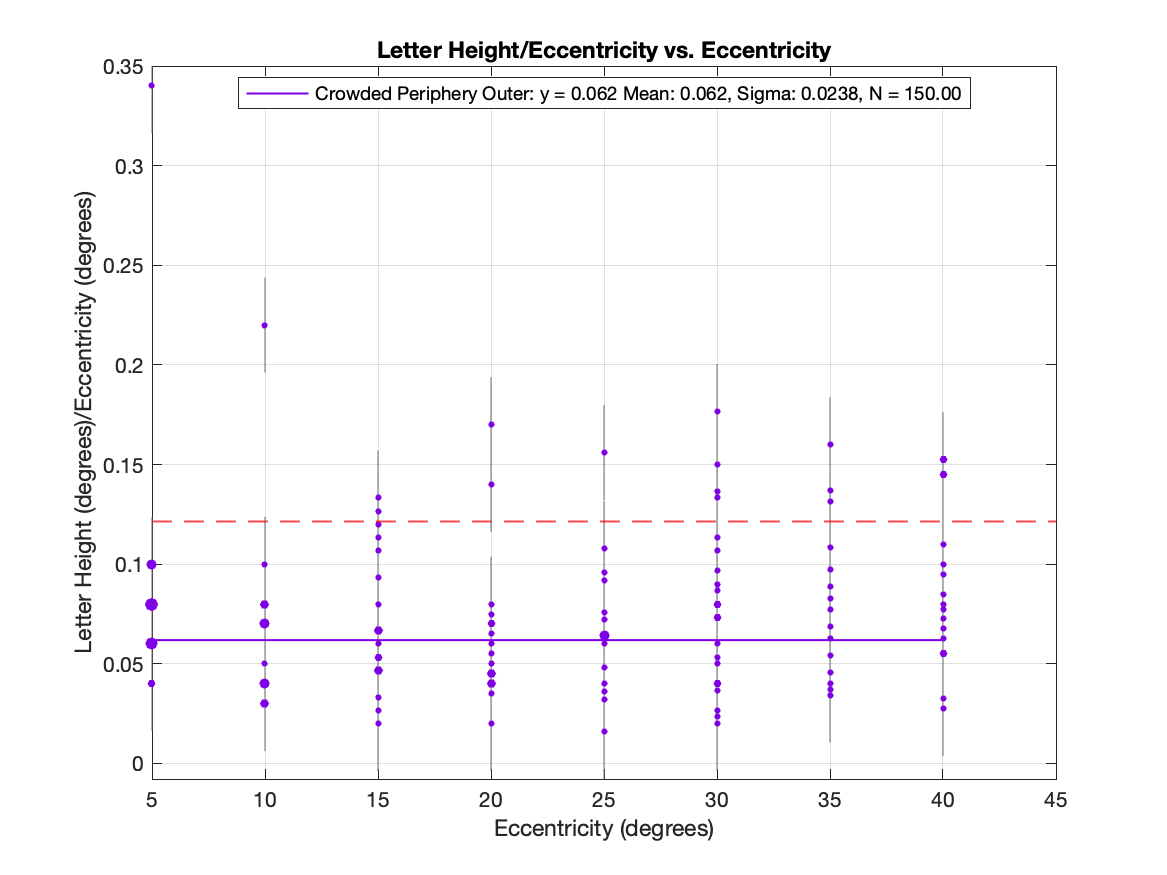 Letter Height/Eccentricity vs. Eccentricity
0.35
Crowded Periphery Outer: y = 0.062 Mean: 0.062, Sigma: 0.0238, N = 150.00
0.3
0.25
0.2
0.15
0.1
0.05
0
Letter Height (degrees)/Eccentricity (degrees)
5 10 15 20 25 30 35 40 45
Eccentricity (degrees)